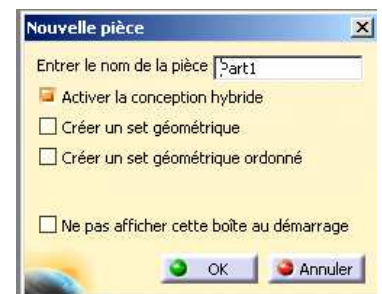 Nouvelle pièce
Entrer le nom de la pièce Part1
Activer la conception hybride
Créer un set géométrique
Créer un set géométrique ordonné
Ne pas afficher cette boîte au démarrage
OK Annuler